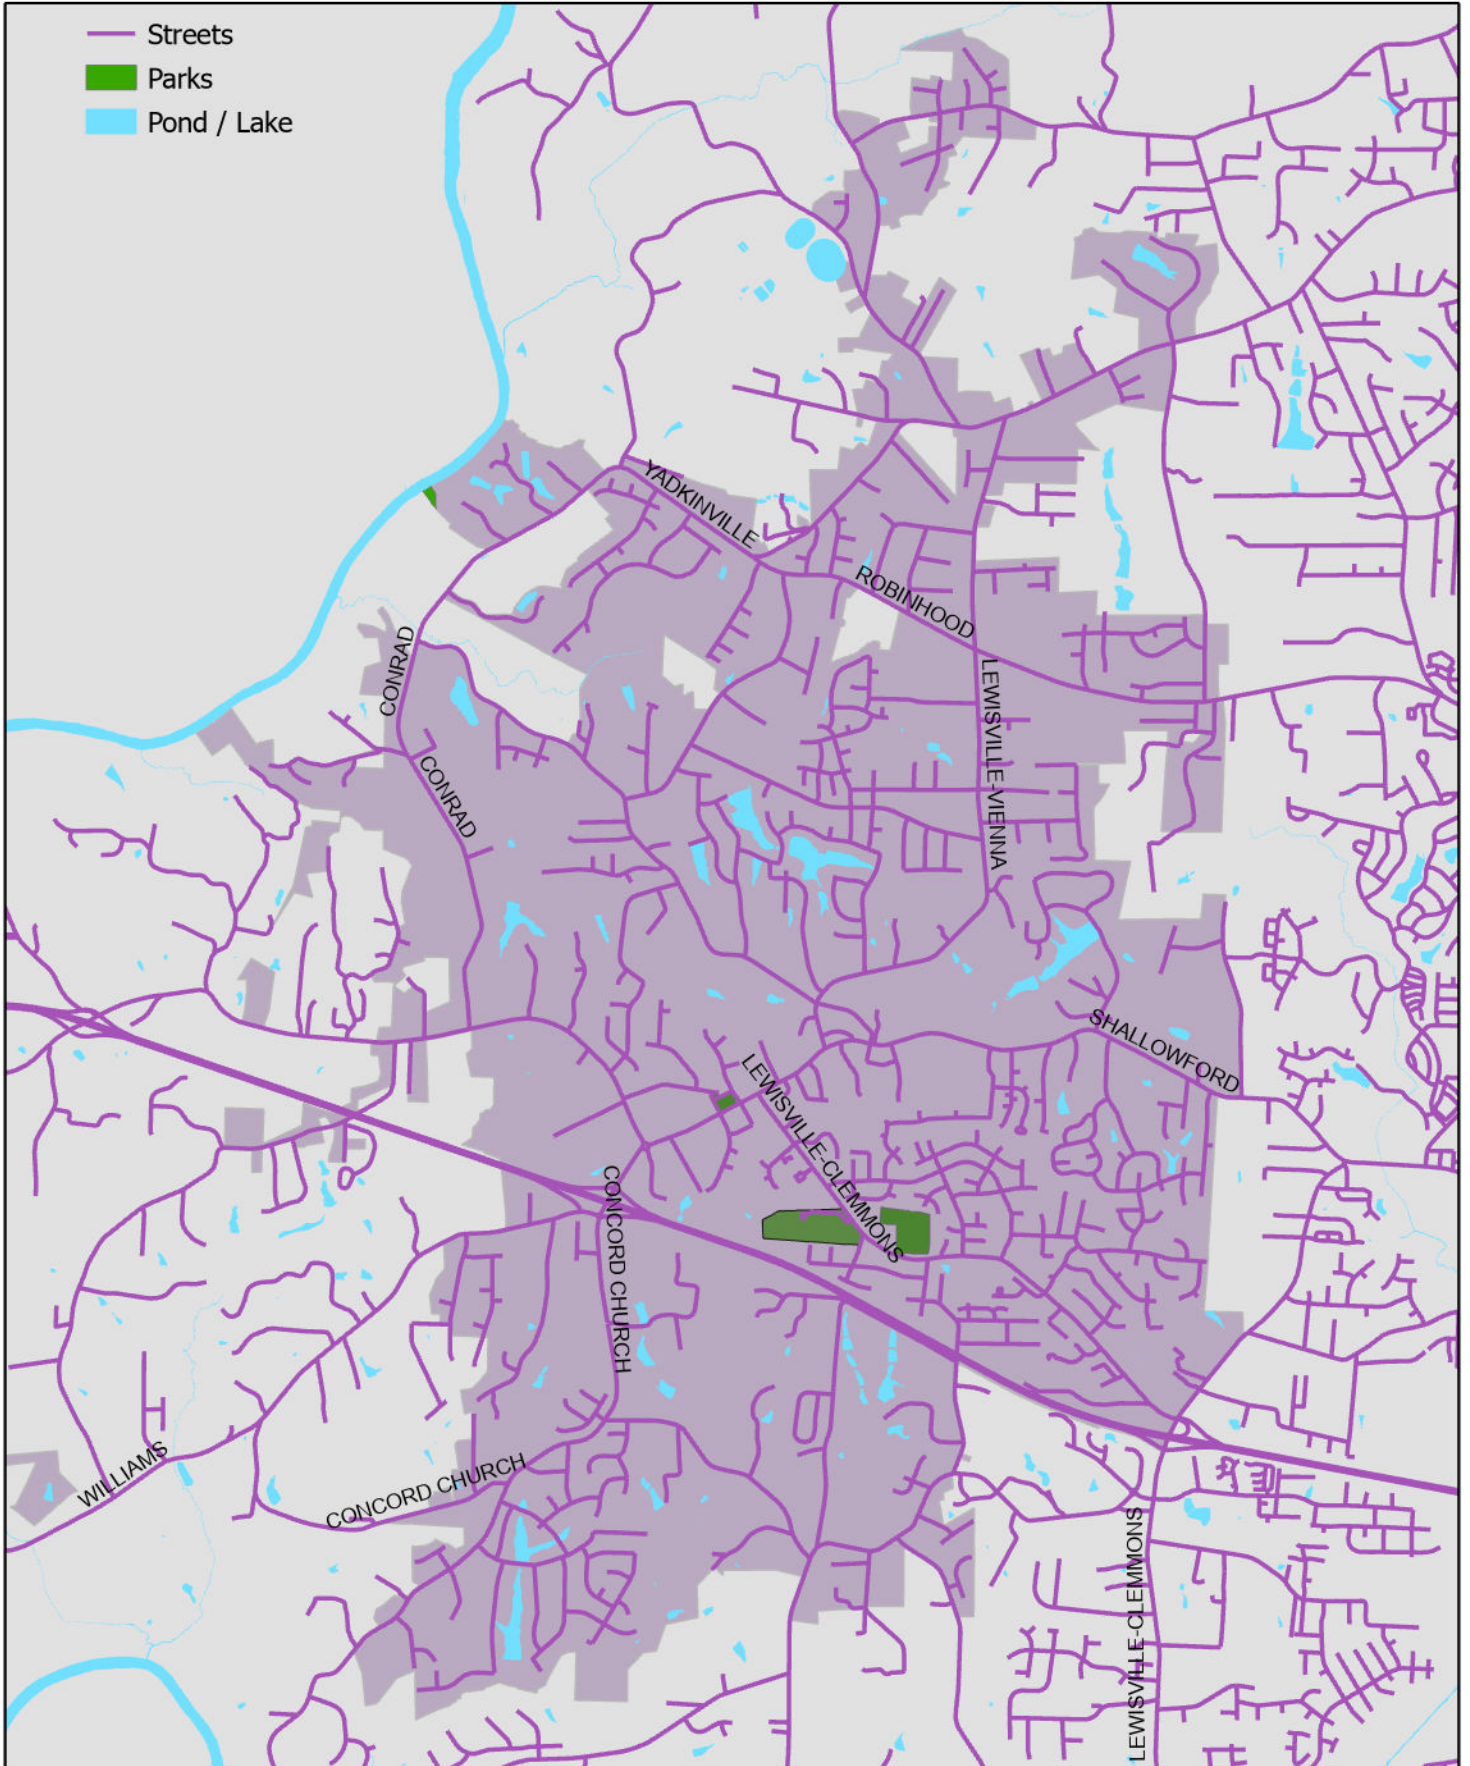 Streets
Parks
Pond / Lake
YADKINVILLE
ROBINHOOD
CONRAD
LEWISVILLE-VIENNA
CONRAD
SHALLOWFORD
LEWISVILLE-CLEMMONS
CONCORD CHURCH
WILLIAMS
CONCORD CHURCH
LEWISVILLE-CLEMMONS